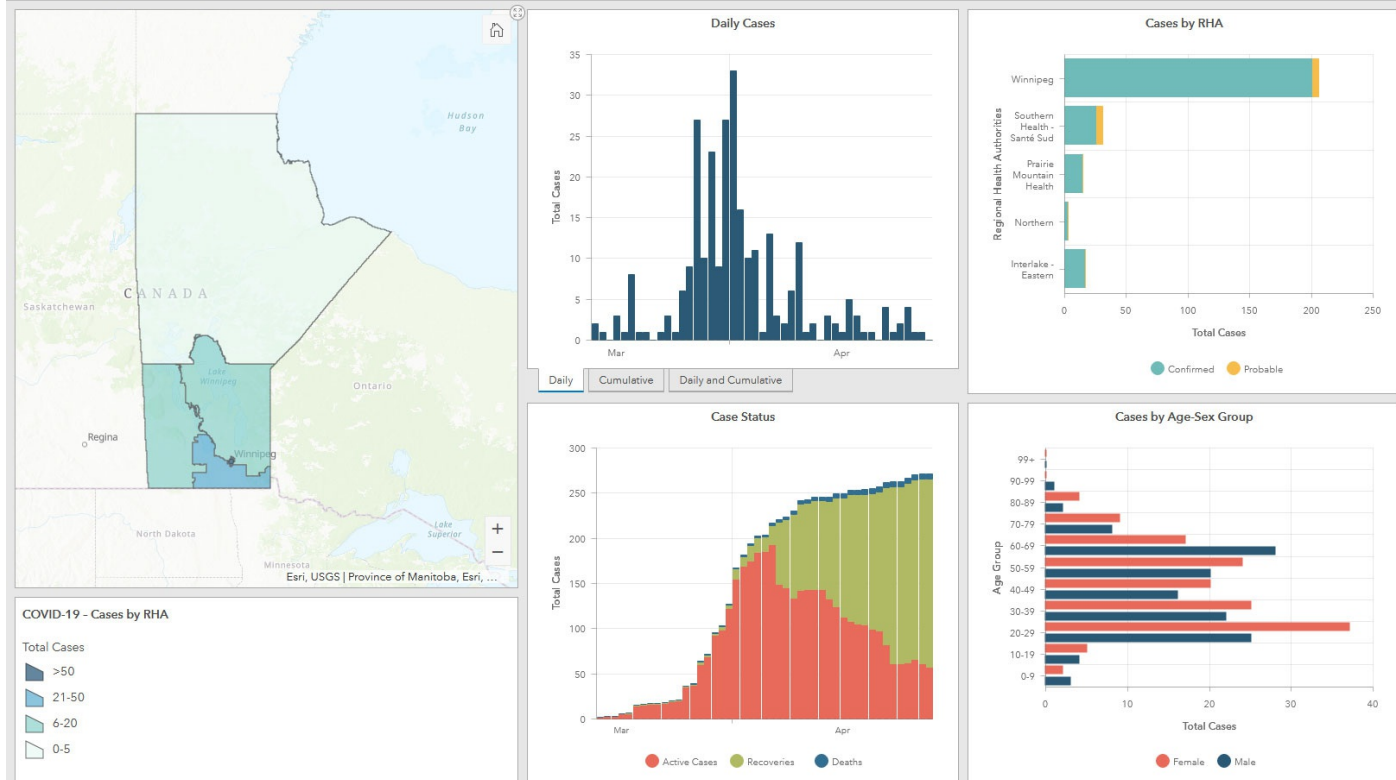 Hudson
Bay
CANADA
Saskatchewan
Lake
Winnipeg
Ontario
Regina
Winnipeg
North Dakota
Lake
Superior
Minnesota
+
−
Esri, USGS | Province of Manitoba, Esri, ...
COVID-19 - Cases by RHA
Total Cases
>50
21-50
6-20
0-5
Daily Cases
Total Cases
35
30
25
20
15
10
5
0
Mar
Apr
Daily
Cumulative
Daily and Cumulative
Case Status
Total Cases
300
250
200
150
100
50
0
Mar
Apr
Active Cases
Recoveries
Deaths
Cases by RHA
Regional Health Authorities
Winnipeg
Southern
Health -
Santé Sud
Prairie
Mountain
Health
Northern
Interlake -
Eastern
0
50
100
150
200
250
Total Cases
Confirmed
Probable
Cases by Age-Sex Group
Age Group
99+
90-99
80-89
70-79
60-69
50-59
40-49
30-39
20-29
10-19
0-9
0
10
20
30
40
Total Cases
Female
Male